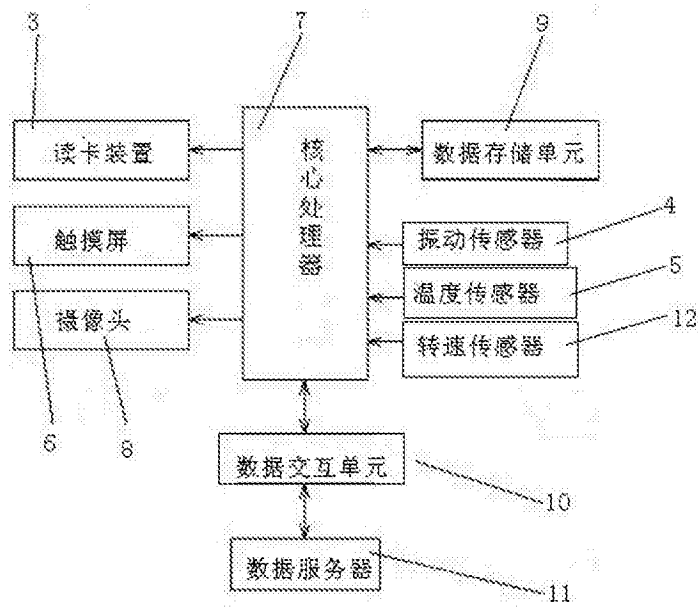 3
7
9
读卡装置
核心处理器
数据存储单元
4
触摸屏
振动传感器
5
温度传感器
12
摄像头
转速传感器
6
8
数据交互单元
10
数据服务器
11